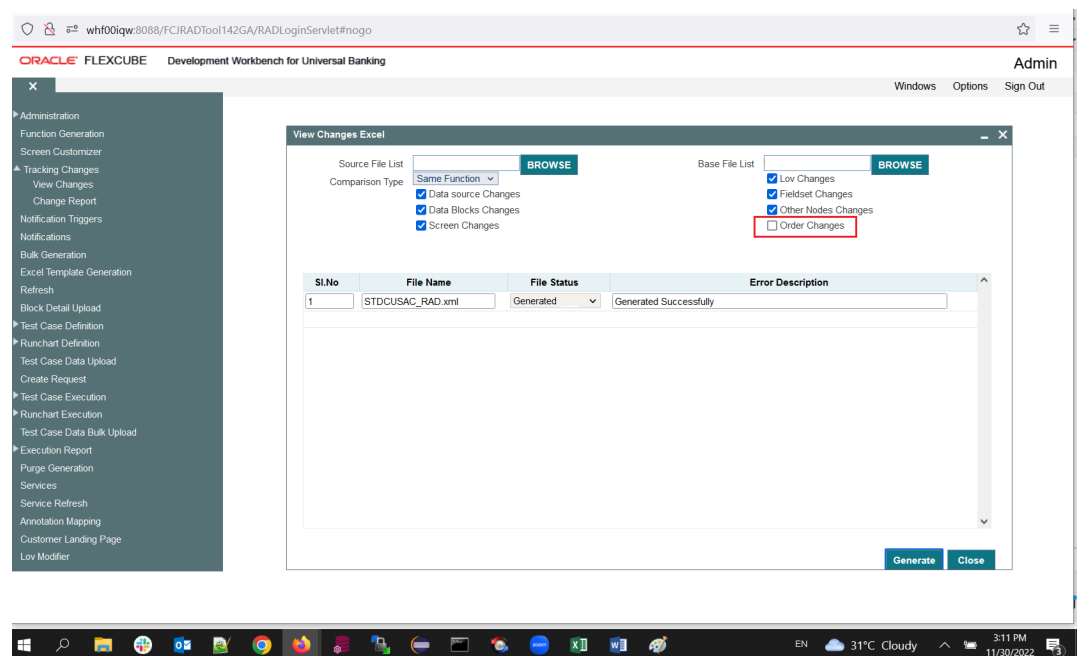 whf00iqw:8088/FCJRADTool142GA/RADLoginServlet#nogo
ORACLE FLEXCUBE Development Workbench for Universal Banking
Admin
X
Windows Options Sign Out
Administration
Function Generation
Screen Customizer
Tracking Changes
View Changes
Change Report
Notification Triggers
Notifications
Bulk Generation
Excel Template Generation
Refresh
Block Detail Upload
Test Case Definition
Runchart Definition
Test Case Data Upload
Create Request
Test Case Execution
Runchart Execution
Test Case Data Bulk Upload
Execution Report
Purge Generation
Services
Service Refresh
Annotation Mapping
Customer Landing Page
Lov Modifier
View Changes Excel
Source File List BROWSE Base File List BROWSE
Comparison Type Same Function Lov Changes
Data source Changes Fieldset Changes
Data Blocks Changes Other Nodes Changes
Screen Changes Order Changes
Sl.No File Name File Status Error Description
1 STDCUSAC_RAD.xml Generated Generated Successfully
Generate Close
EN 31°C Cloudy 3:11 PM
11/30/2022 3